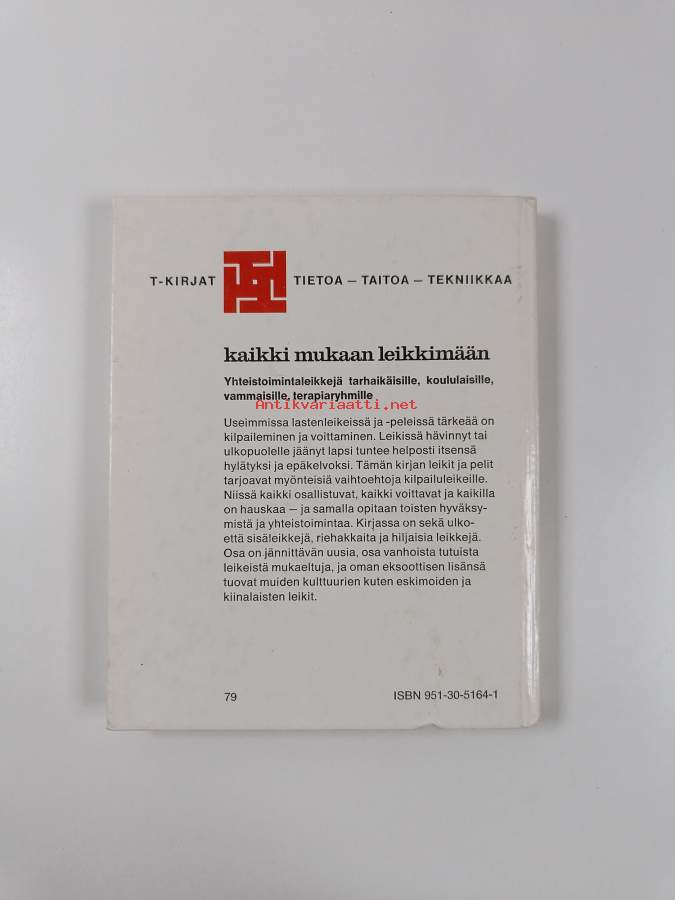 T-KIRJAT TIETOA – TAITOA – TEKNIIKKAA
kaikki mukaan leikkimään
Yhteistoimintaleikkejä tarhaikäisille, koululaisille,
vammaisille, terapiaryhmille
Antikvariaatti.net
Useimmissa lastenleikeissä ja -peleissä tärkeää on
kilpaileminen ja voittaminen. Leikissä hävinnyt tai
ulkopuolelle jäänyt lapsi tuntee helposti itsensä
hylätyksi ja epäkelvoksi. Tämän kirjan leikit ja pelit
tarjoavat myönteisiä vaihtoehtoja kilpailuleikeille.
Niissä kaikki osallistuvat, kaikki voittavat ja kaikilla
on hauskaa – ja samalla opitaan toisten hyväksy-
mistä ja yhteistoimintaa. Kirjassa on sekä ulko-
että sisäleikkejä, riehakkaita ja hiljaisia leikkejä.
Osa on jännittävän uusia, osa vanhoista tutuista
leikeistä mukaeltuja, ja oman eksoottisen lisänsä
tuovat muiden kulttuurien kuten eskimoiden ja
kiinalaisten leikit.
79 ISBN 951-30-5164-1